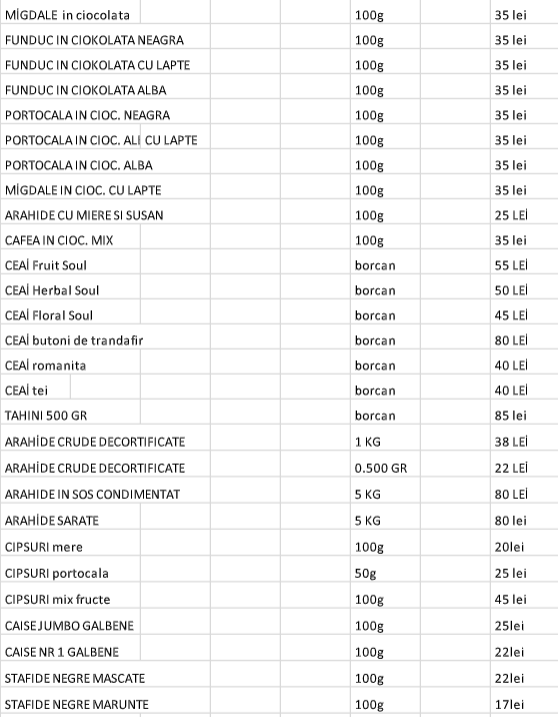 MİGDALE in ciocolata 100g 35 lei
FUNDUC IN CIOKOLATA NEAGRA 100g 35 lei
FUNDUC IN CIOKOLATA CU LAPTE 100g 35 lei
FUNDUC IN CIOKOLATA ALBA 100g 35 lei
PORTOCALA IN CIOC. NEAGRA 100g 35 lei
PORTOCALA IN CIOC. ALI CU LAPTE 100g 35 lei
PORTOCALA IN CIOC. ALBA 100g 35 lei
MİGDALE IN CIOC. CU LAPTE 100g 35 lei
ARAHIDE CU MIERE SI SUSAN 100g 25 LEİ
CAFEA IN CIOC. MIX 100g 35 lei
CEAİ Fruit Soul borcan 55 LEİ
CEAİ Herbal Soul borcan 50 LEİ
CEAİ Floral Soul borcan 45 LEİ
CEAİ butoni de trandafir borcan 80 LEİ
CEAİ romanita borcan 40 LEİ
CEAİ tei borcan 40 LEİ
TAHINI 500 GR borcan 85 lei
ARAHİDE CRUDE DECORTIFICATE 1 KG 38 LEİ
ARAHİDE CRUDE DECORTIFICATE 0.500 GR 22 LEİ
ARAHIDE IN SOS CONDIMENTAT 5 KG 80 LEİ
ARAHİDE SARATE 5 KG 80 lei
CIPSURI mere 100g 20lei
CIPSURI portocala 50g 25 lei
CIPSURI mix fructe 100g 45 lei
CAISE JUMBO GALBENE 100g 25lei
CAISE NR 1 GALBENE 100g 22lei
STAFIDE NEGRE MASCATE 100g 22lei
STAFIDE NEGRE MARUNTE 100g 17lei